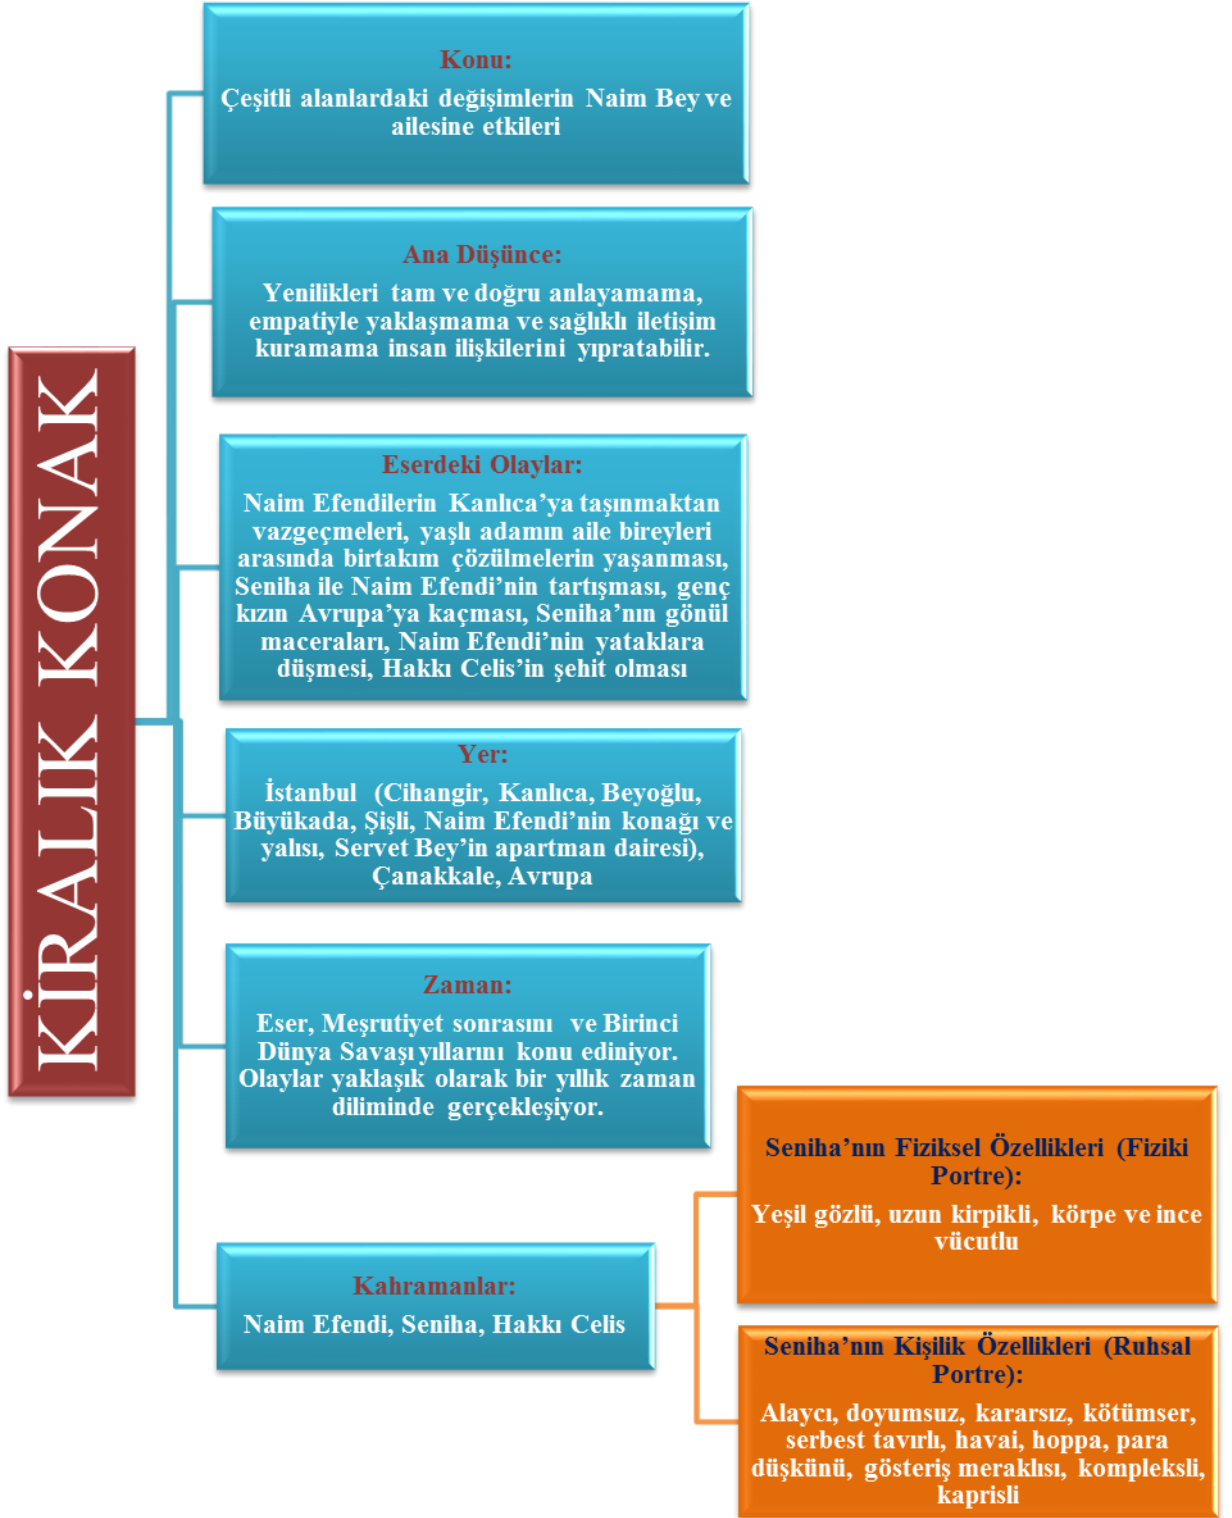 KİRALIK KONAK
Konu:
Çeşitli alanlardaki değişimlerin Naim Bey ve
ailesine etkileri
Ana Düşünce:
Yenilikleri tam ve doğru anlayamama,
empatiyle yaklaşmama ve sağlıklı iletişim
kuramama insan ilişkilerini yıpratabilir.
Eserdeki Olaylar:
Naim Efendilerin Kanlıca’ya taşınmaktan
vazgeçmeleri, yaşlı adamın aile bireyleri
arasında birtakım çözülmelerin yaşanması,
Seniha ile Naim Efendi’nin tartışması, genç
kızın Avrupa’ya kaçması, Seniha’nın gönül
maceraları, Naim Efendi’nin yataklara
düşmesi, Hakkı Celis’in şehit olması
Yer:
İstanbul (Cihangir, Kanlıca, Beyoğlu,
Büyükada, Şişli, Naim Efendi’nin konağı ve
yalısı, Servet Bey’in apartman dairesi),
Çanakkale, Avrupa
Zaman:
Eser, Meşrutiyet sonrasını ve Birinci
Dünya Savaşı yıllarını konu ediniyor.
Olaylar yaklaşık olarak bir yıllık zaman
diliminde gerçekleşiyor.
Kahramanlar:
Naim Efendi, Seniha, Hakkı Celis
Seniha’nın Fiziksel Özellikleri (Fiziki
Portre):
Yeşil gözlü, uzun kirpikli, körpe ve ince
vücutlu
Seniha’nın Kişilik Özellikleri (Ruhsal
Portre):
Alaycı, doyumsuz, kararsız, kötümser,
serbest tavırlı, havai, hoppa, para
düşkünü, gösteriş meraklısı, kompleksli,
kaprisli